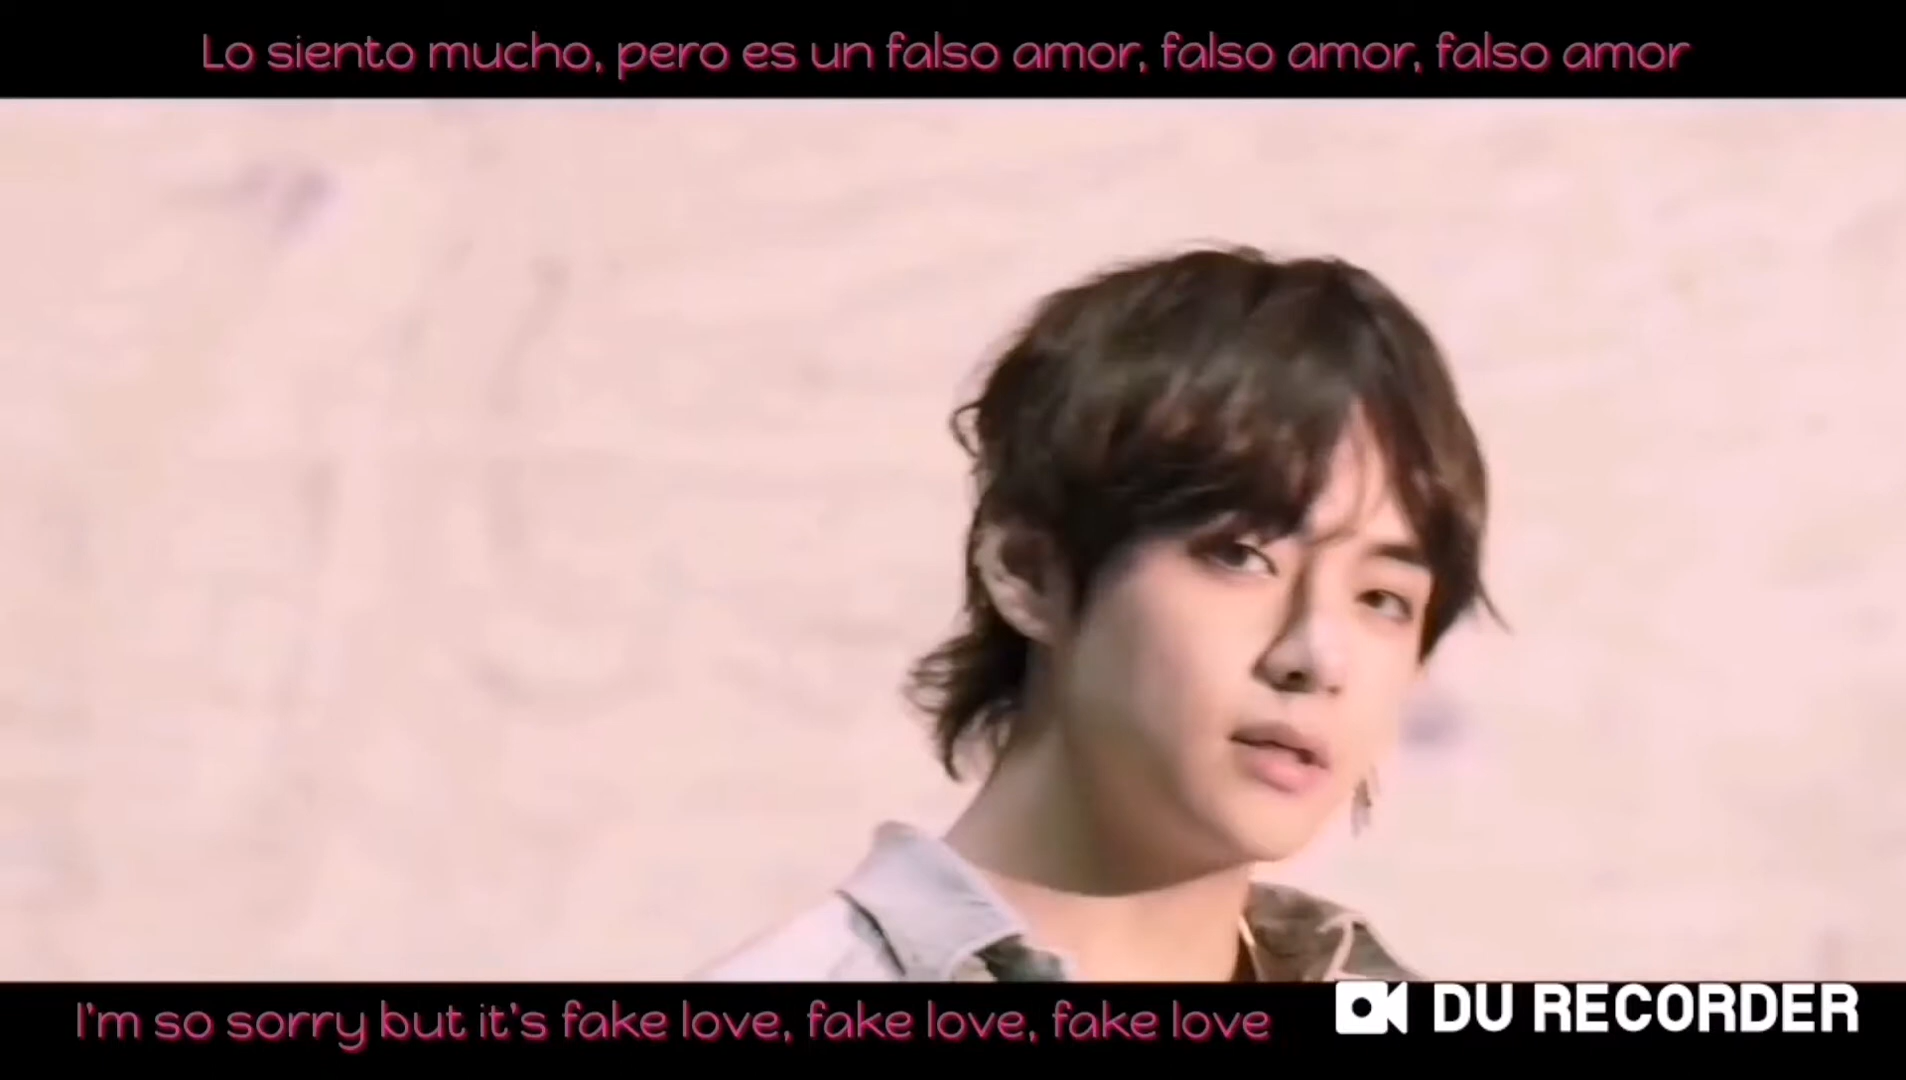 Lo siento mucho, pero es un falso amor, falso amor, falso amor
I'm so sorry but it's fake love, fake love, fake love
DU RECORDER